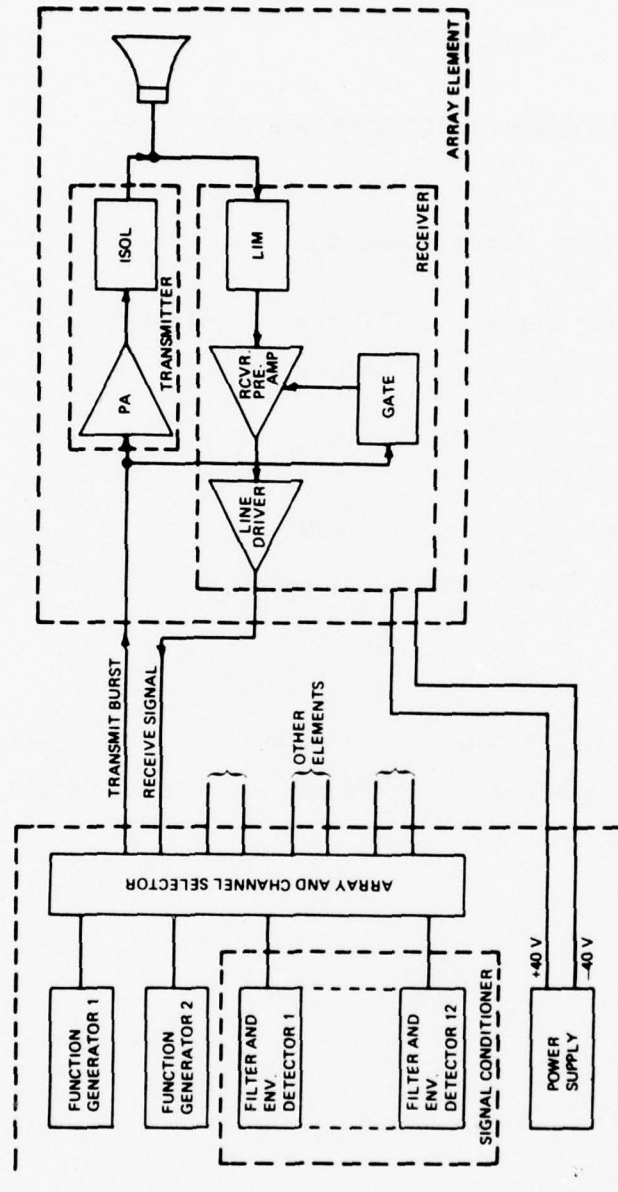 FUNCTION
GENERATOR 1
FUNCTION
GENERATOR 2
FILTER AND
ENV.
DETECTOR 1
FILTER AND
ENV.
DETECTOR 12
SIGNAL CONDITIONER
POWER
SUPPLY
+40 V
−40 V
ARRAY AND CHANNEL SELECTOR
TRANSMIT BURST
RECEIVE SIGNAL
OTHER
ELEMENTS
PA
ISOL
TRANSMITTER
LINE
DRIVER
RCVR.
PRE-
AMP
LIM
GATE
RECEIVER
ARRAY ELEMENT